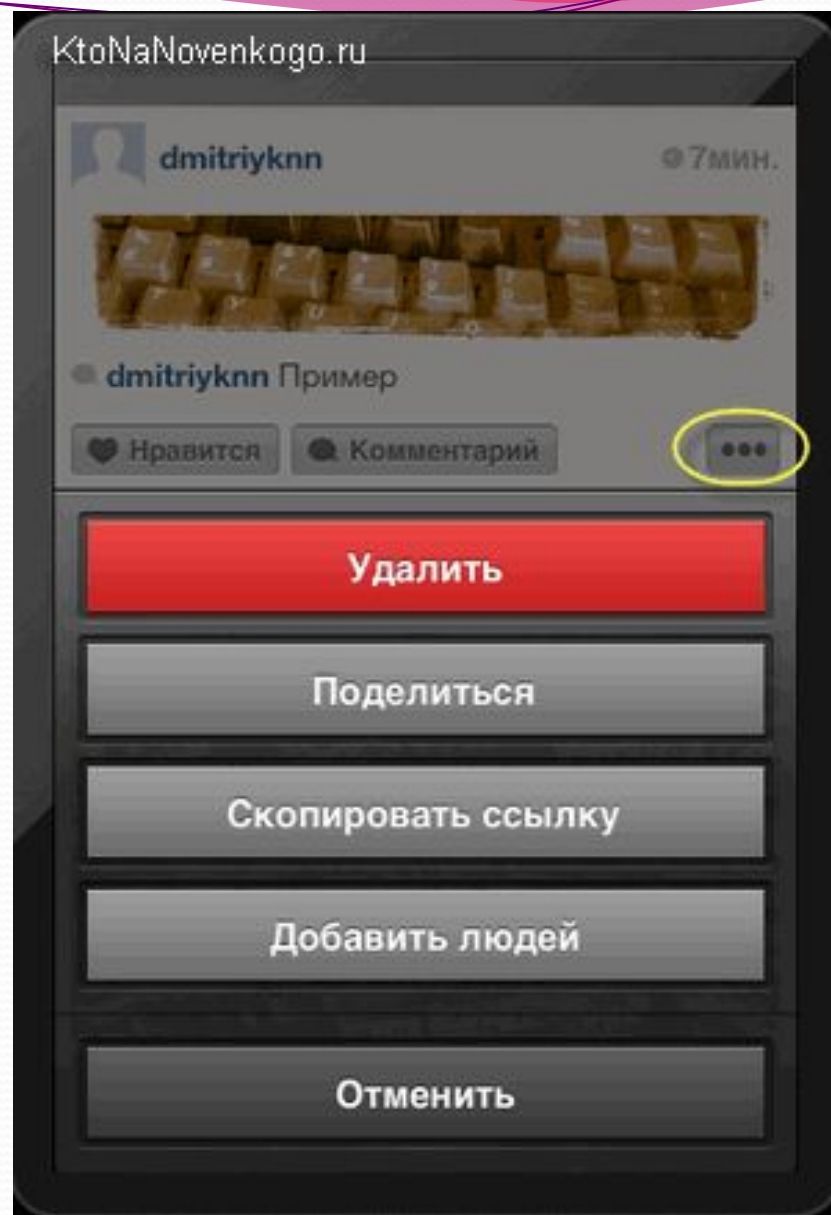 KtoNaNovenkogo.ru
dmitriyknn 7мин.
dmitriyknn Пример
Нравится Комментарий •••
Удалить
Поделиться
Скопировать ссылку
Добавить людей
Отменить